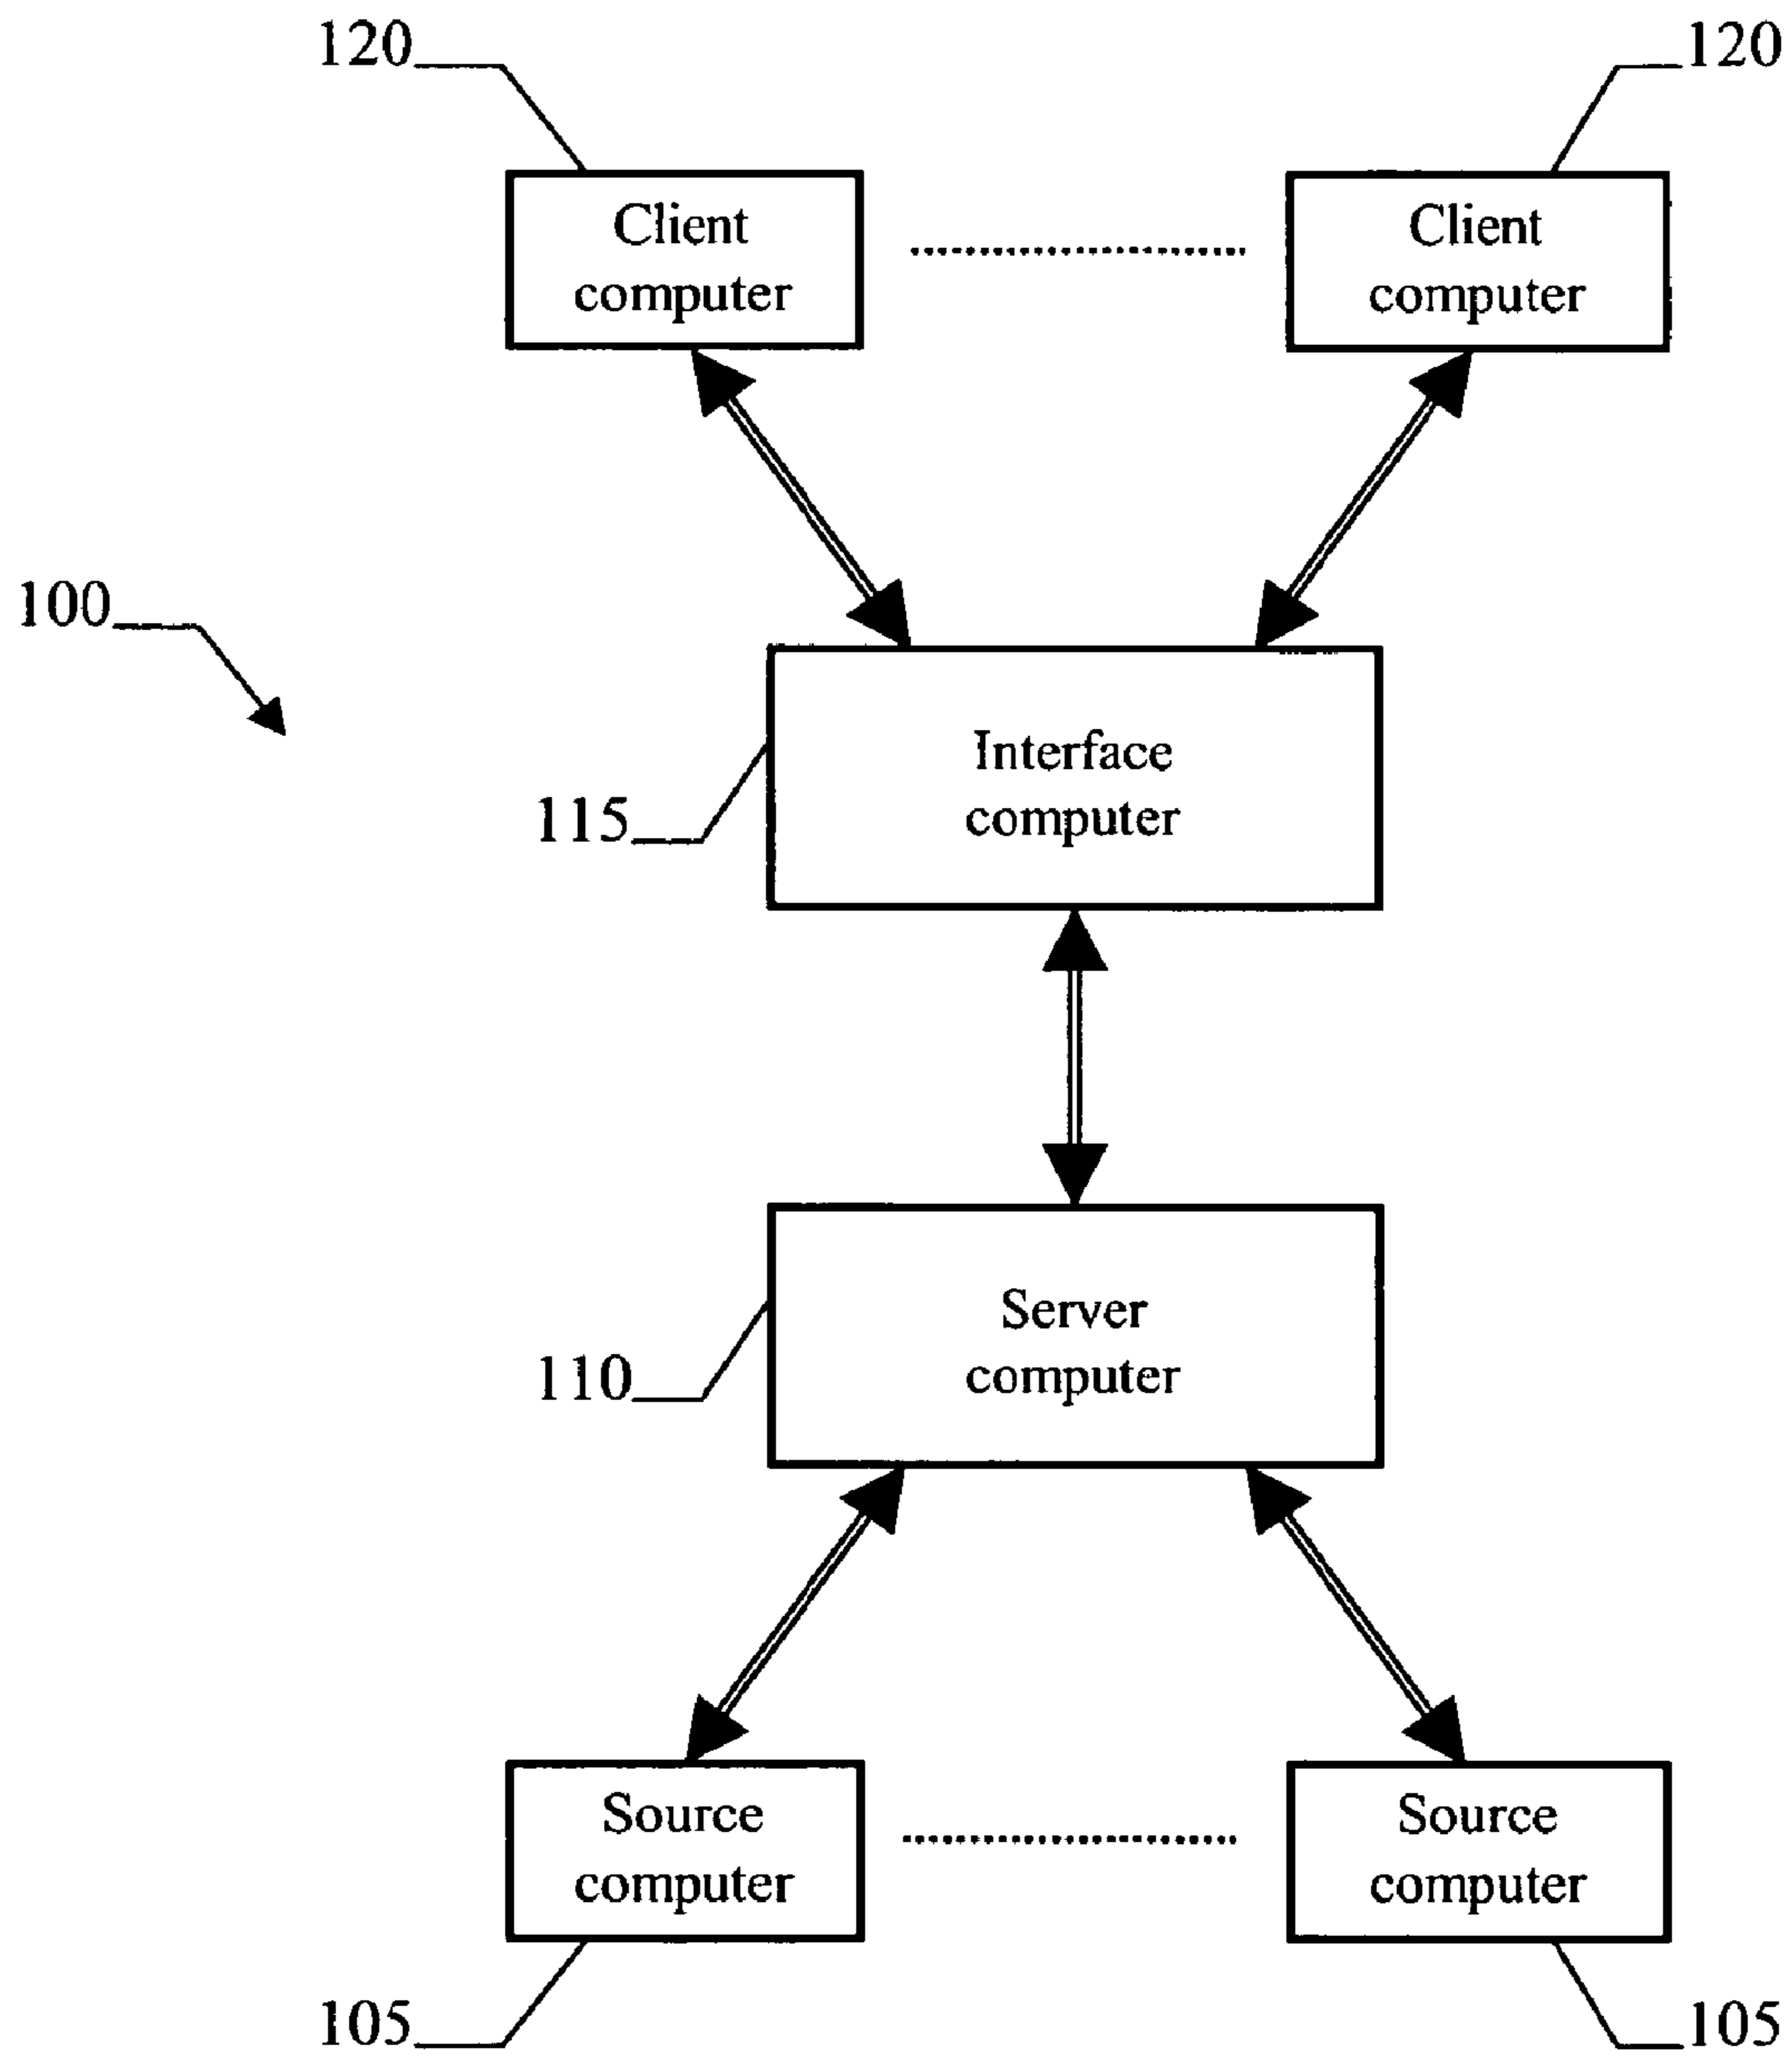 120
120
Client
computer
Client
computer
100
Interface
computer
115
Server
computer
110
Source
computer
Source
computer
105
105